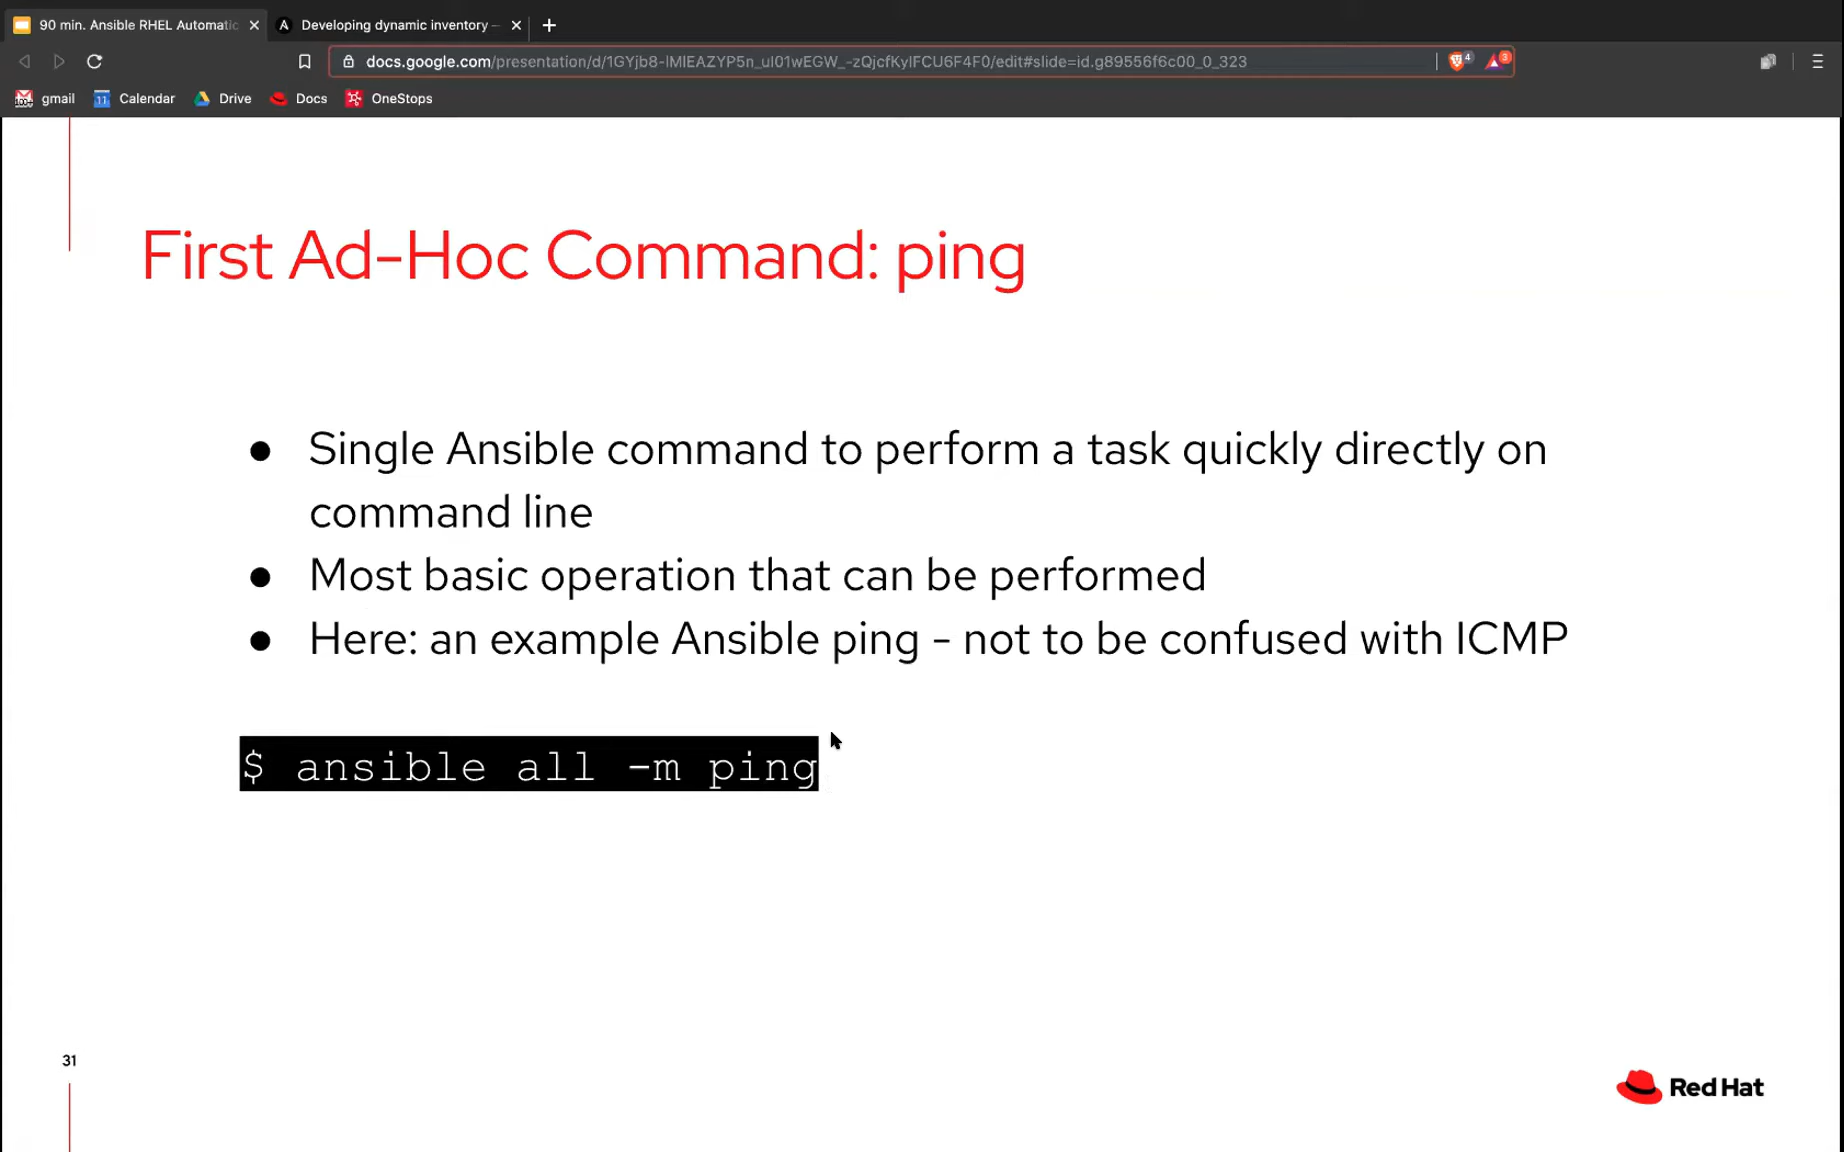 90 min. Ansible RHEL Automatic
Developing dynamic inventory —
docs.google.com/presentation/d/1GYjb8-lMlEAZYP5n_ul01wEGW_-zQjcfKylFCU6F4F0/edit#slide=id.g89556f6c00_0_323
4
3
gmail
Calendar
Drive
Docs
OneStops
First Ad-Hoc Command: ping
● Single Ansible command to perform a task quickly directly on
command line
● Most basic operation that can be performed
● Here: an example Ansible ping - not to be confused with ICMP
$ ansible all -m ping
31
Red Hat